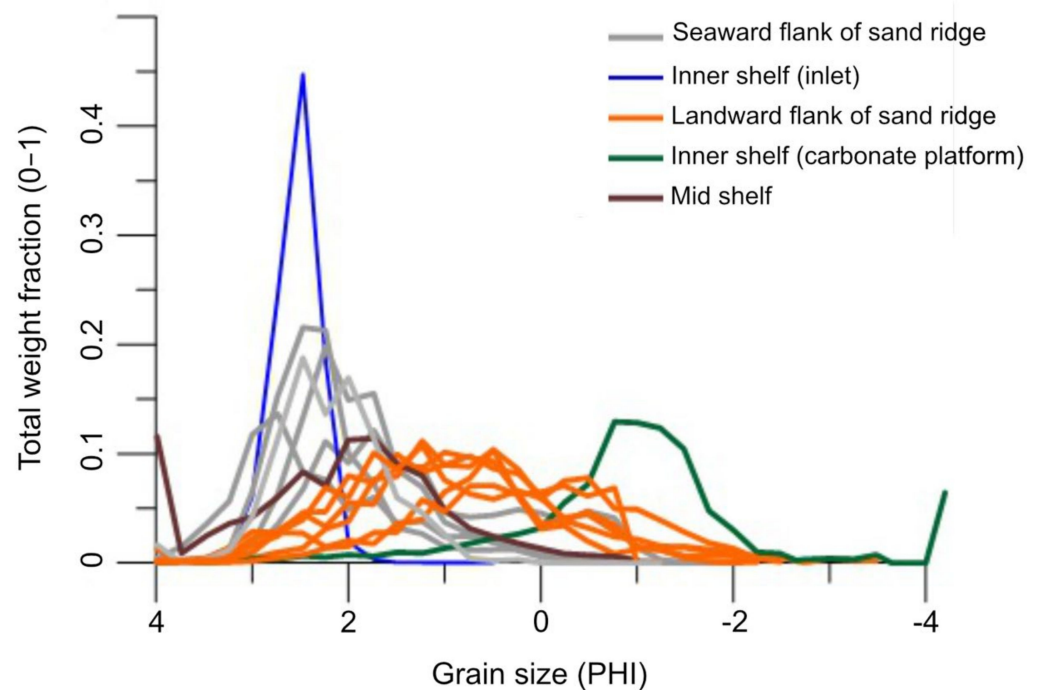 Seaward flank of sand ridge
Inner shelf (inlet)
Landward flank of sand ridge
Inner shelf (carbonate platform)
Mid shelf
Total weight fraction (0–1)
0.4
0.3
0.2
0.1
0
4 2 0 -2 -4
Grain size (PHI)